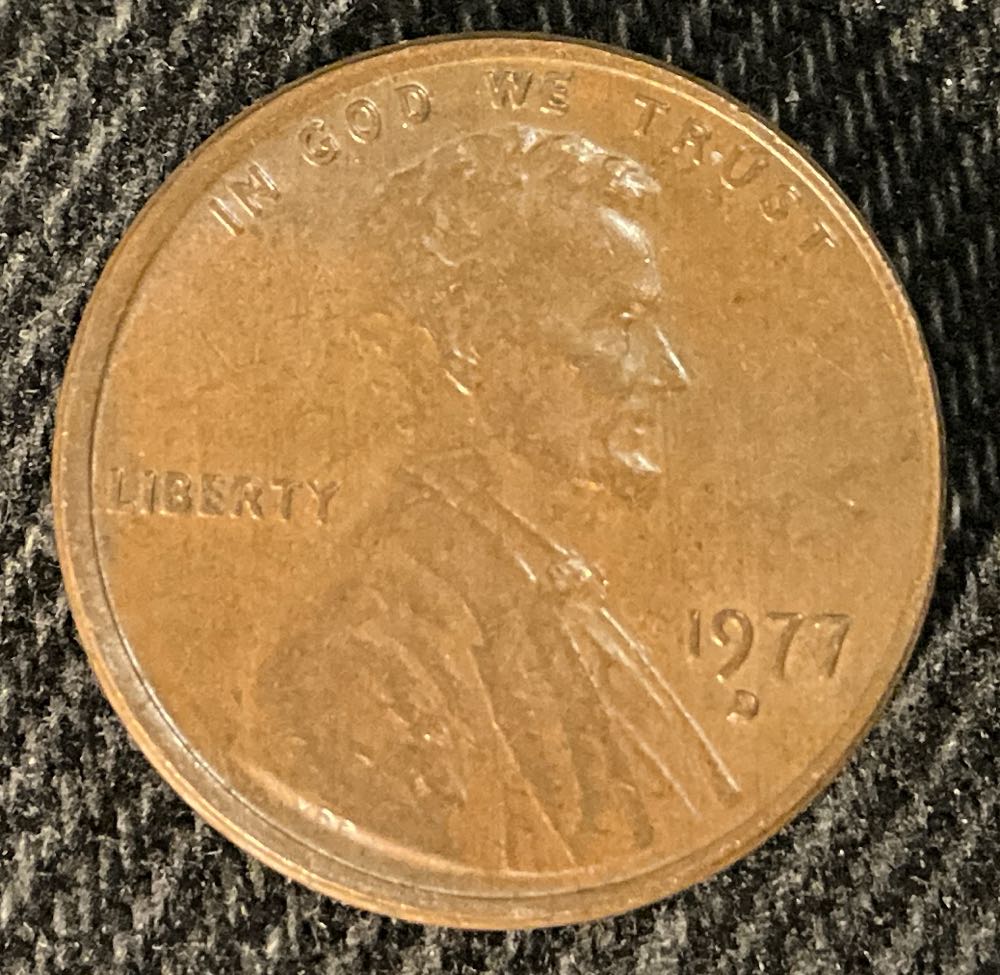 IN GOD WE TRUST
LIBERTY
1977
D